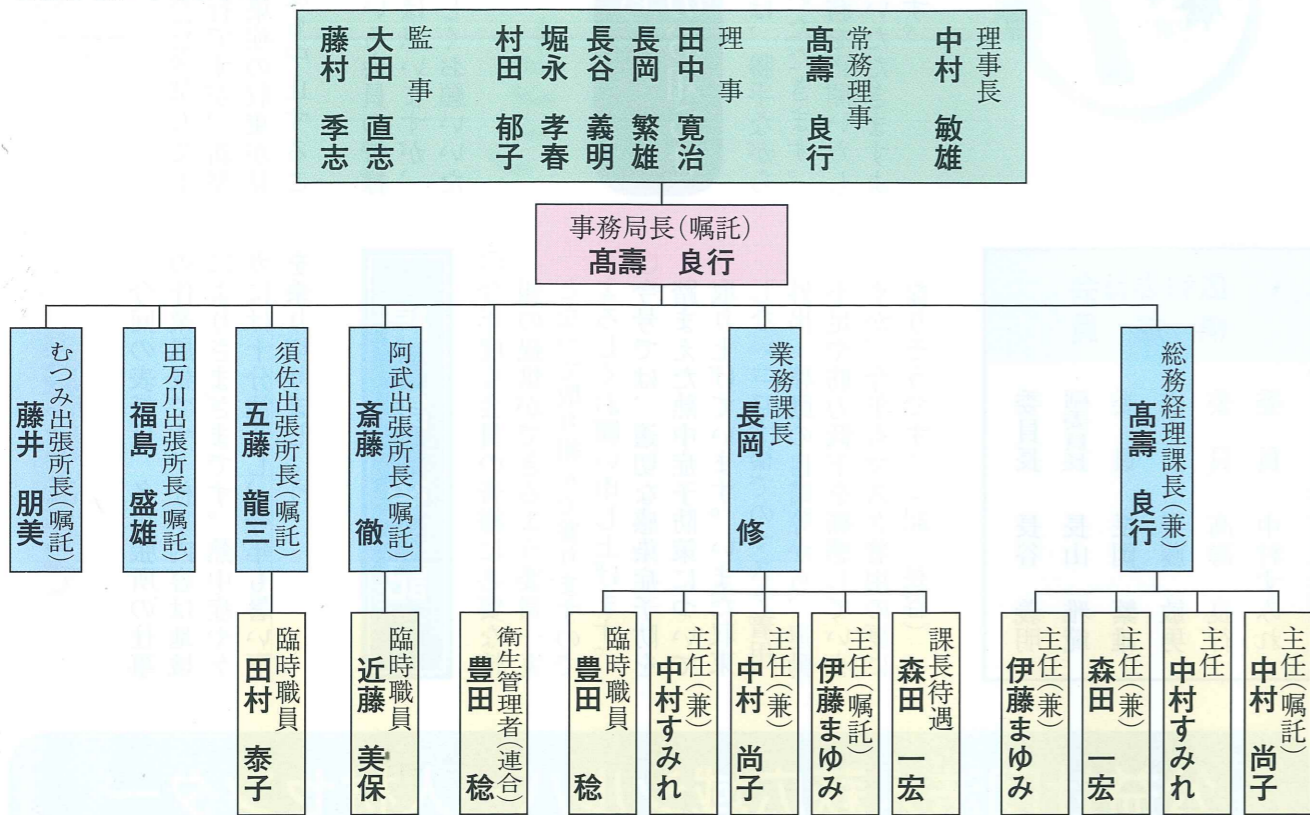 理事長
中村 敏雄
常務理事
髙壽 良行
理事
田中 寛治
長岡 繁雄
長谷 義明
堀永 孝春
村田 郁子
監事
大田 直志
藤村 季志
事務局長(嘱託)
髙壽 良行
総務経理課長(兼)
髙壽 良行
主任(嘱託)
中村 尚子
主任
中村すみれ
主任(兼)
森田 一宏
主任(兼)
伊藤まゆみ
業務課長
長岡 修
課長待遇
森田 一宏
主任(嘱託)
伊藤まゆみ
主任(兼)
中村 尚子
主任(兼)
中村すみれ
臨時職員
豊田 稔
衛生管理者(連合)
豊田 稔
阿武出張所長(嘱託)
斎藤 徹
臨時職員
近藤 美保
須佐出張所長(嘱託)
五藤 龍三
臨時職員
田村 泰子
田万川出張所長(嘱託)
福島 盛雄
むつみ出張所長(嘱託)
藤井 朋美